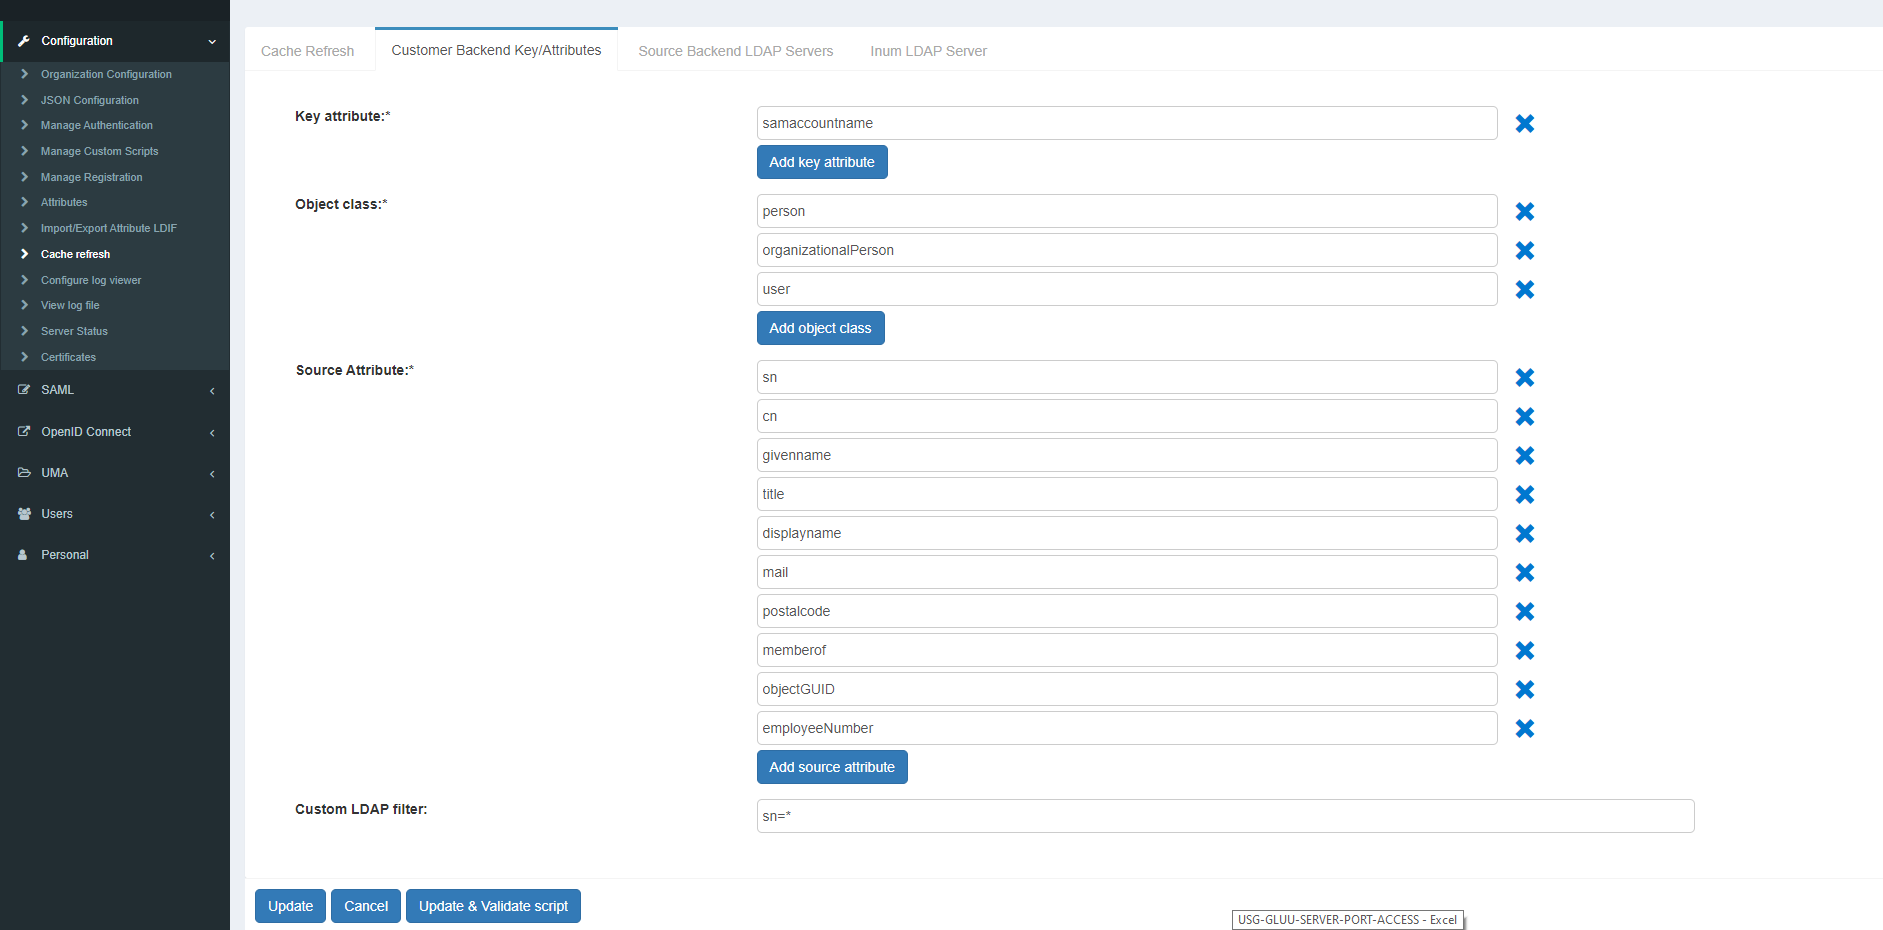 Configuration
Organization Configuration
JSON Configuration
Manage Authentication
Manage Custom Scripts
Manage Registration
Attributes
Import/Export Attribute LDIF
Cache refresh
Configure log viewer
View log file
Server Status
Certificates
SAML
OpenID Connect
UMA
Users
Personal
Cache Refresh
Customer Backend Key/Attributes
Source Backend LDAP Servers
Inum LDAP Server
Key attribute:*
samaccountname
Add key attribute
Object class:*
person
organizationalPerson
user
Add object class
Source Attribute:*
sn
cn
givenname
title
displayname
mail
postalcode
memberof
objectGUID
employeeNumber
Add source attribute
Custom LDAP filter:
sn=*
Update
Cancel
Update & Validate script
USG-GLUU-SERVER-PORT-ACCESS - Excel